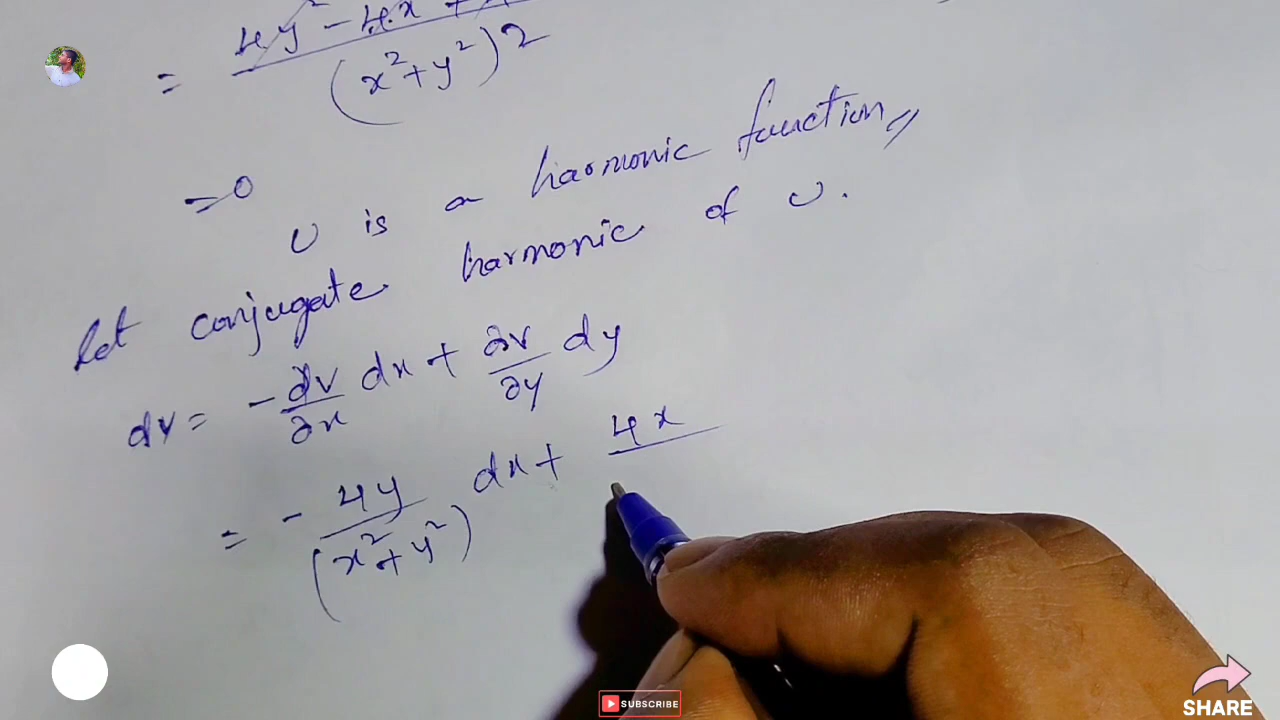 4y² - 4x
= (x²+y²)2
=0
U is a harmonic function,,
Let conjugate harmonic of U.
dv = -∂v/∂x dx + ∂v/∂y dy
= - 4y/(x²+y²) dx + 4x
SUBSCRIBE
SHARE